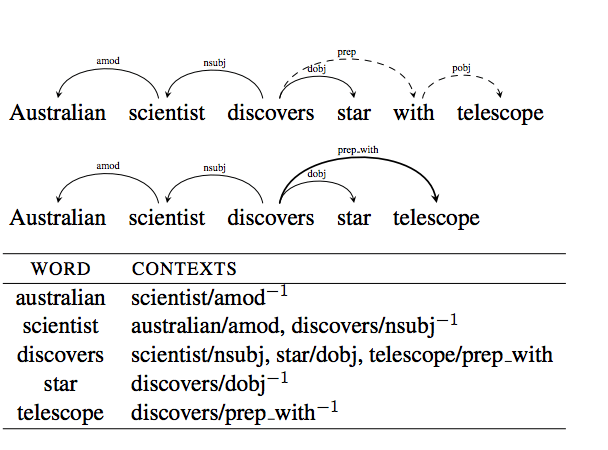 prep
amod nsubj dobj pobj
Australian scientist discovers star with telescope
prep_with
amod nsubj dobj
Australian scientist discovers star telescope
WORD CONTEXTS
australian scientist/amod⁻¹
scientist australian/amod, discovers/nsubj⁻¹
discovers scientist/nsubj, star/dobj, telescope/prep_with
star discovers/dobj⁻¹
telescope discovers/prep_with⁻¹